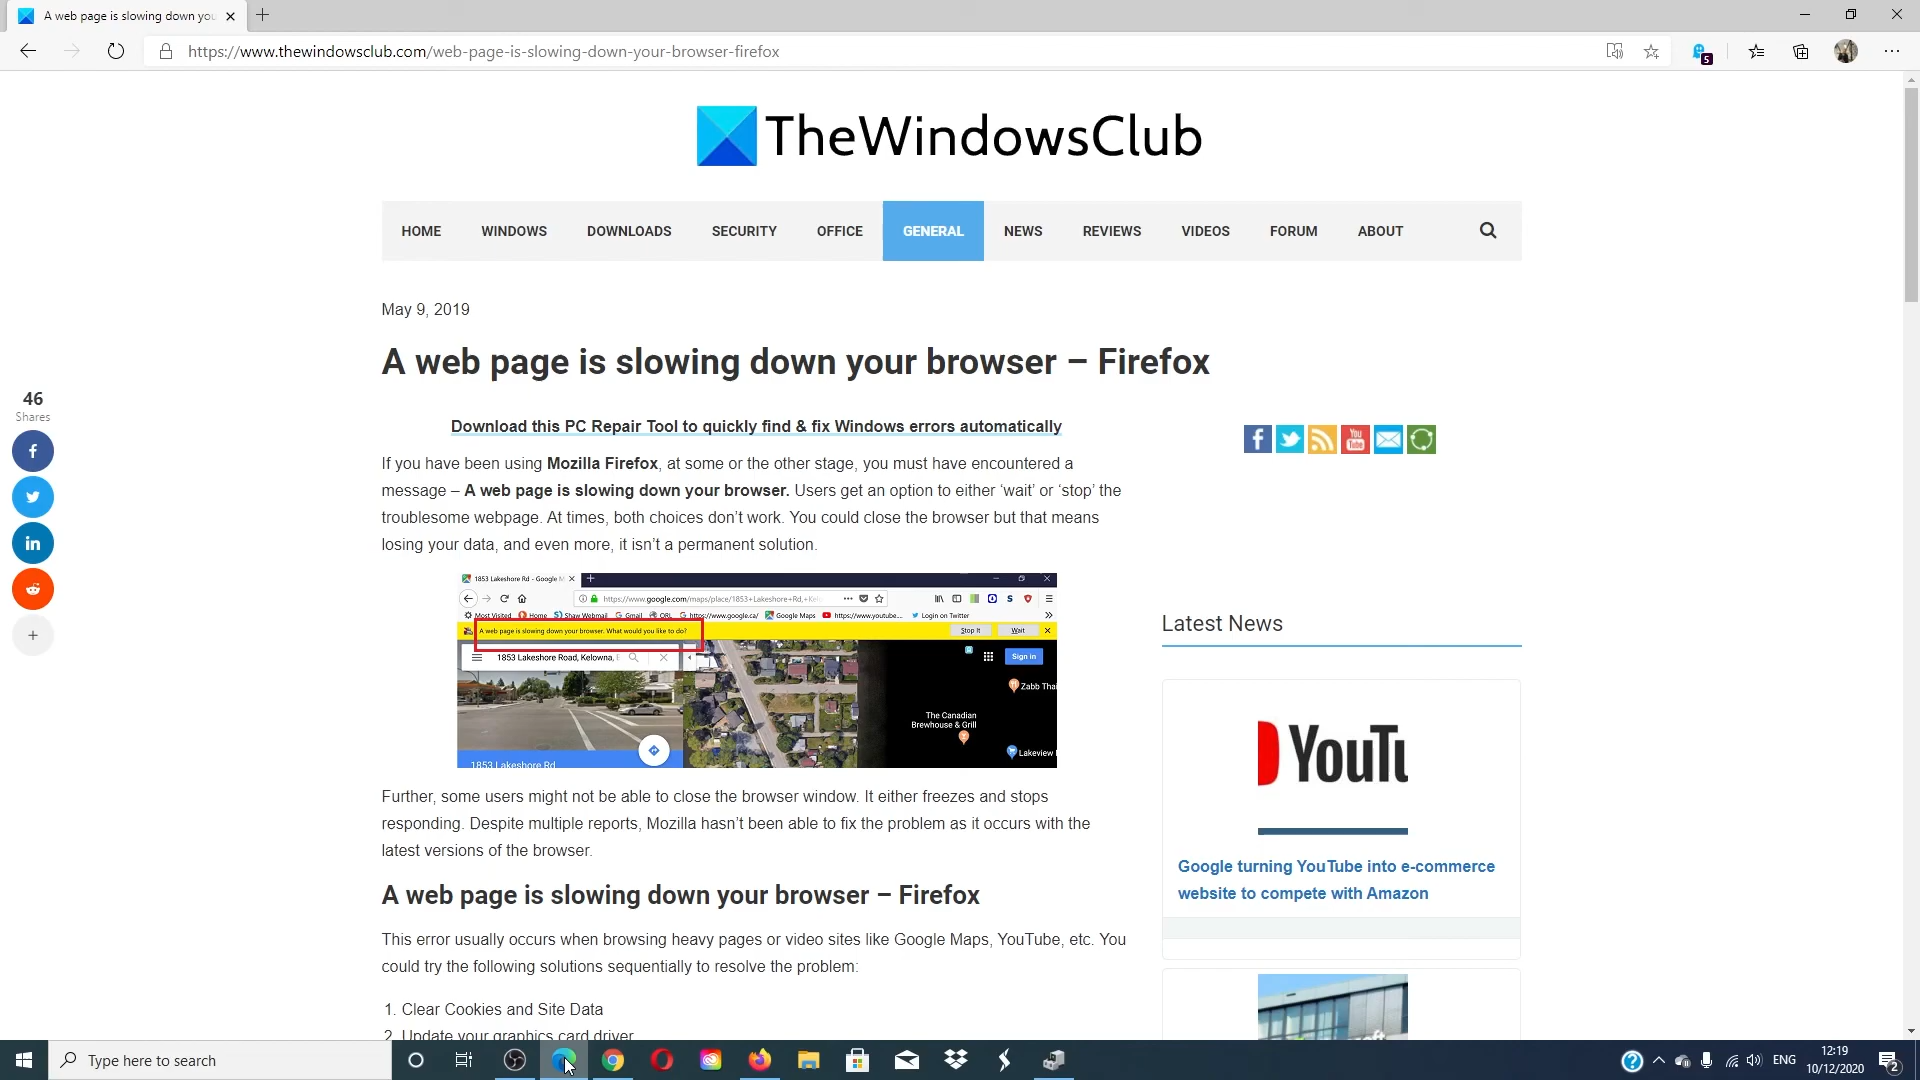 A web page is slowing down you
https://www.thewindowsclub.com/web-page-is-slowing-down-your-browser-firefox
5
TheWindowsClub
HOME WINDOWS DOWNLOADS SECURITY OFFICE GENERAL NEWS REVIEWS VIDEOS FORUM ABOUT
May 9, 2019
A web page is slowing down your browser – Firefox
46
Shares
Download this PC Repair Tool to quickly find & fix Windows errors automatically
If you have been using Mozilla Firefox, at some or the other stage, you must have encountered a
message – A web page is slowing down your browser. Users get an option to either ‘wait’ or ‘stop’ the
troublesome webpage. At times, both choices don’t work. You could close the browser but that means
losing your data, and even more, it isn’t a permanent solution.
1853 Lakeshore Rd - Google M
https://www.google.com/maps/place/1853+Lakeshore+Rd,+Kel
Most Visited Home Shaw Webmail Gmail ORL https://www.google.ca/ Google Maps https://www.youtube.... Login on Twitter
A web page is slowing down your browser. What would you like to do? Stop It Wait
1853 Lakeshore Road, Kelowna, Sign in
Zabb Thai
The Canadian
Brewhouse & Grill
Lakeview
1853 Lakeshore Rd
Further, some users might not be able to close the browser window. It either freezes and stops
responding. Despite multiple reports, Mozilla hasn’t been able to fix the problem as it occurs with the
latest versions of the browser.
A web page is slowing down your browser – Firefox
This error usually occurs when browsing heavy pages or video sites like Google Maps, YouTube, etc. You
could try the following solutions sequentially to resolve the problem:
1. Clear Cookies and Site Data
2. Update your graphics card driver
You
Tube
Latest News
YouTu
Google turning YouTube into e-commerce
website to compete with Amazon
Type here to search
ENG
12:19
10/12/2020
2